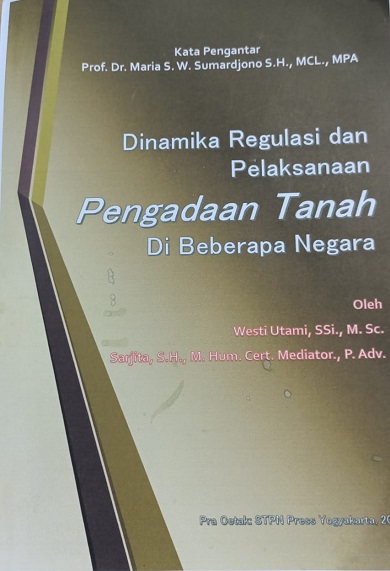 Kata Pengantar
Prof. Dr. Maria S. W. Sumardjono S.H., MCL., MPA
Dinamika Regulasi dan
Pelaksanaan
Pengadaan Tanah
Di Beberapa Negara
Oleh
Westi Utami, SSi., M. Sc.
Sarjita, S.H., M. Hum. Cert. Mediator., P. Adv.
Pra Cetak: STPN Press Yogyakarta, 20